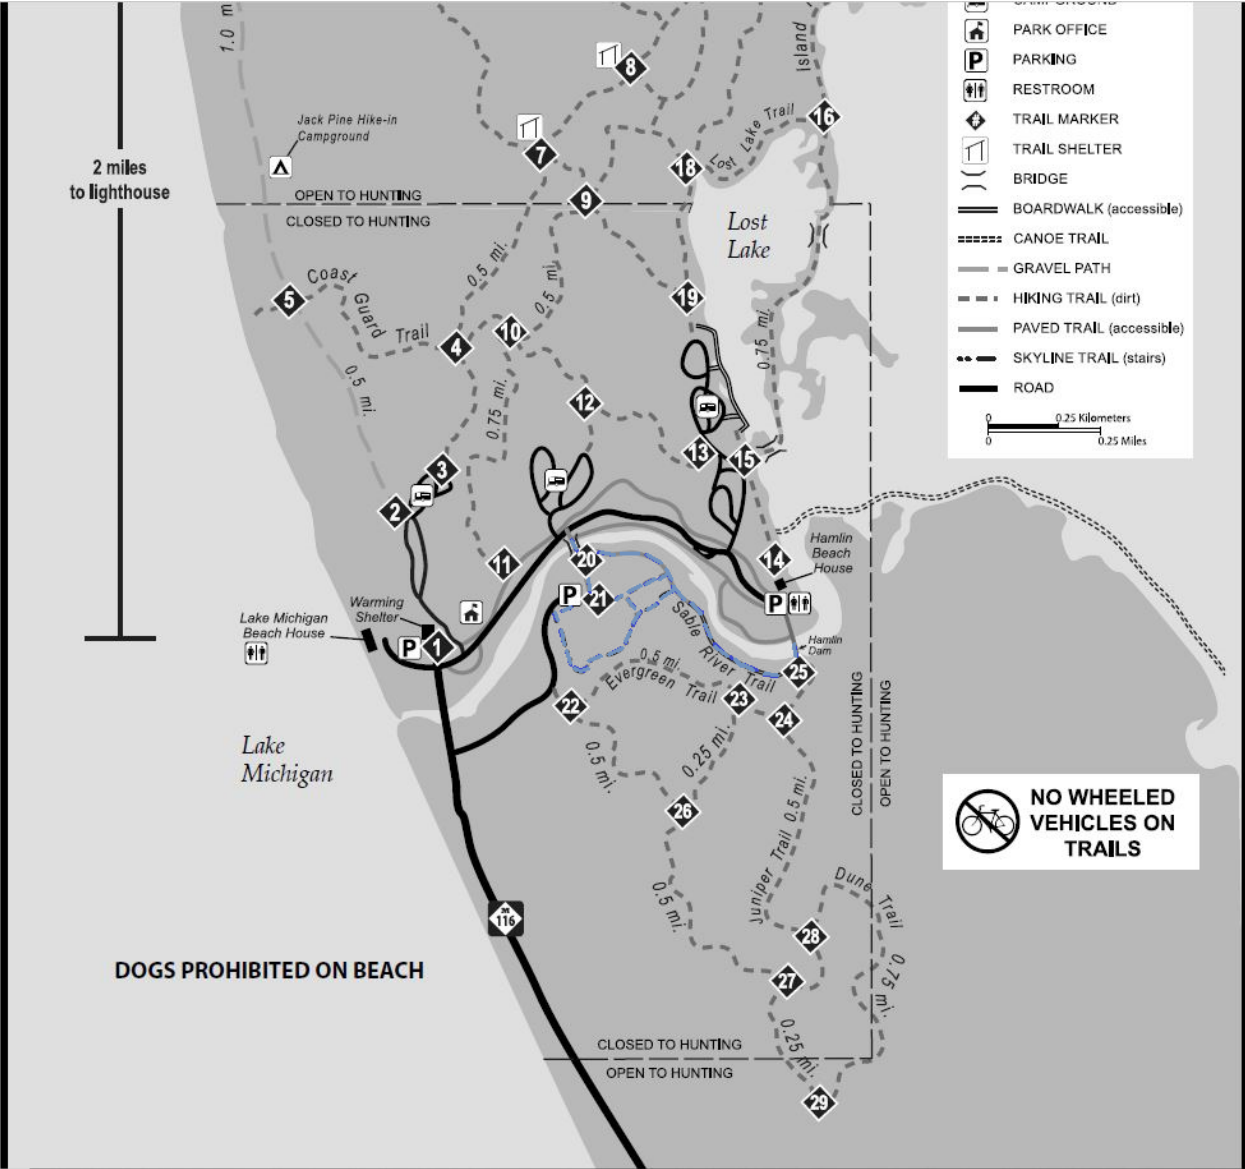 1.0 m
Island
CAMPGROUND
PARK OFFICE
P PARKING
RESTROOM
# TRAIL MARKER
TRAIL SHELTER
BRIDGE
BOARDWALK (accessible)
CANOE TRAIL
GRAVEL PATH
HIKING TRAIL (dirt)
PAVED TRAIL (accessible)
SKYLINE TRAIL (stairs)
ROAD
0 0.25 Kilometers
0 0.25 Miles
8
16
Lost Lake Trail
Jack Pine Hike-in
Campground
7
18
2 miles
to lighthouse
OPEN TO HUNTING
CLOSED TO HUNTING
9
Lost
Lake
0.5 mi.
0.5 mi.
Coast Guard Trail
5
19
10
4
0.75 mi.
0.5 mi.
0.75 mi.
12
13
15
3
2
11
20
14
Hamlin
Beach
House
P
21
P
Warming
Shelter
Lake Michigan
Beach House
P
1
Sable River Trail
Hamlin
Dam
0.5 mi.
Evergreen Trail
25
23
22
24
CLOSED TO HUNTING
OPEN TO HUNTING
Lake
Michigan
0.5 mi.
0.25 mi.
26
Juniper Trail 0.5 mi.
NO WHEELED
VEHICLES ON
TRAILS
Dune Trail
0.5 mi.
M
116
28
DOGS PROHIBITED ON BEACH
27
0.75 mi.
0.25 mi.
CLOSED TO HUNTING
OPEN TO HUNTING
29